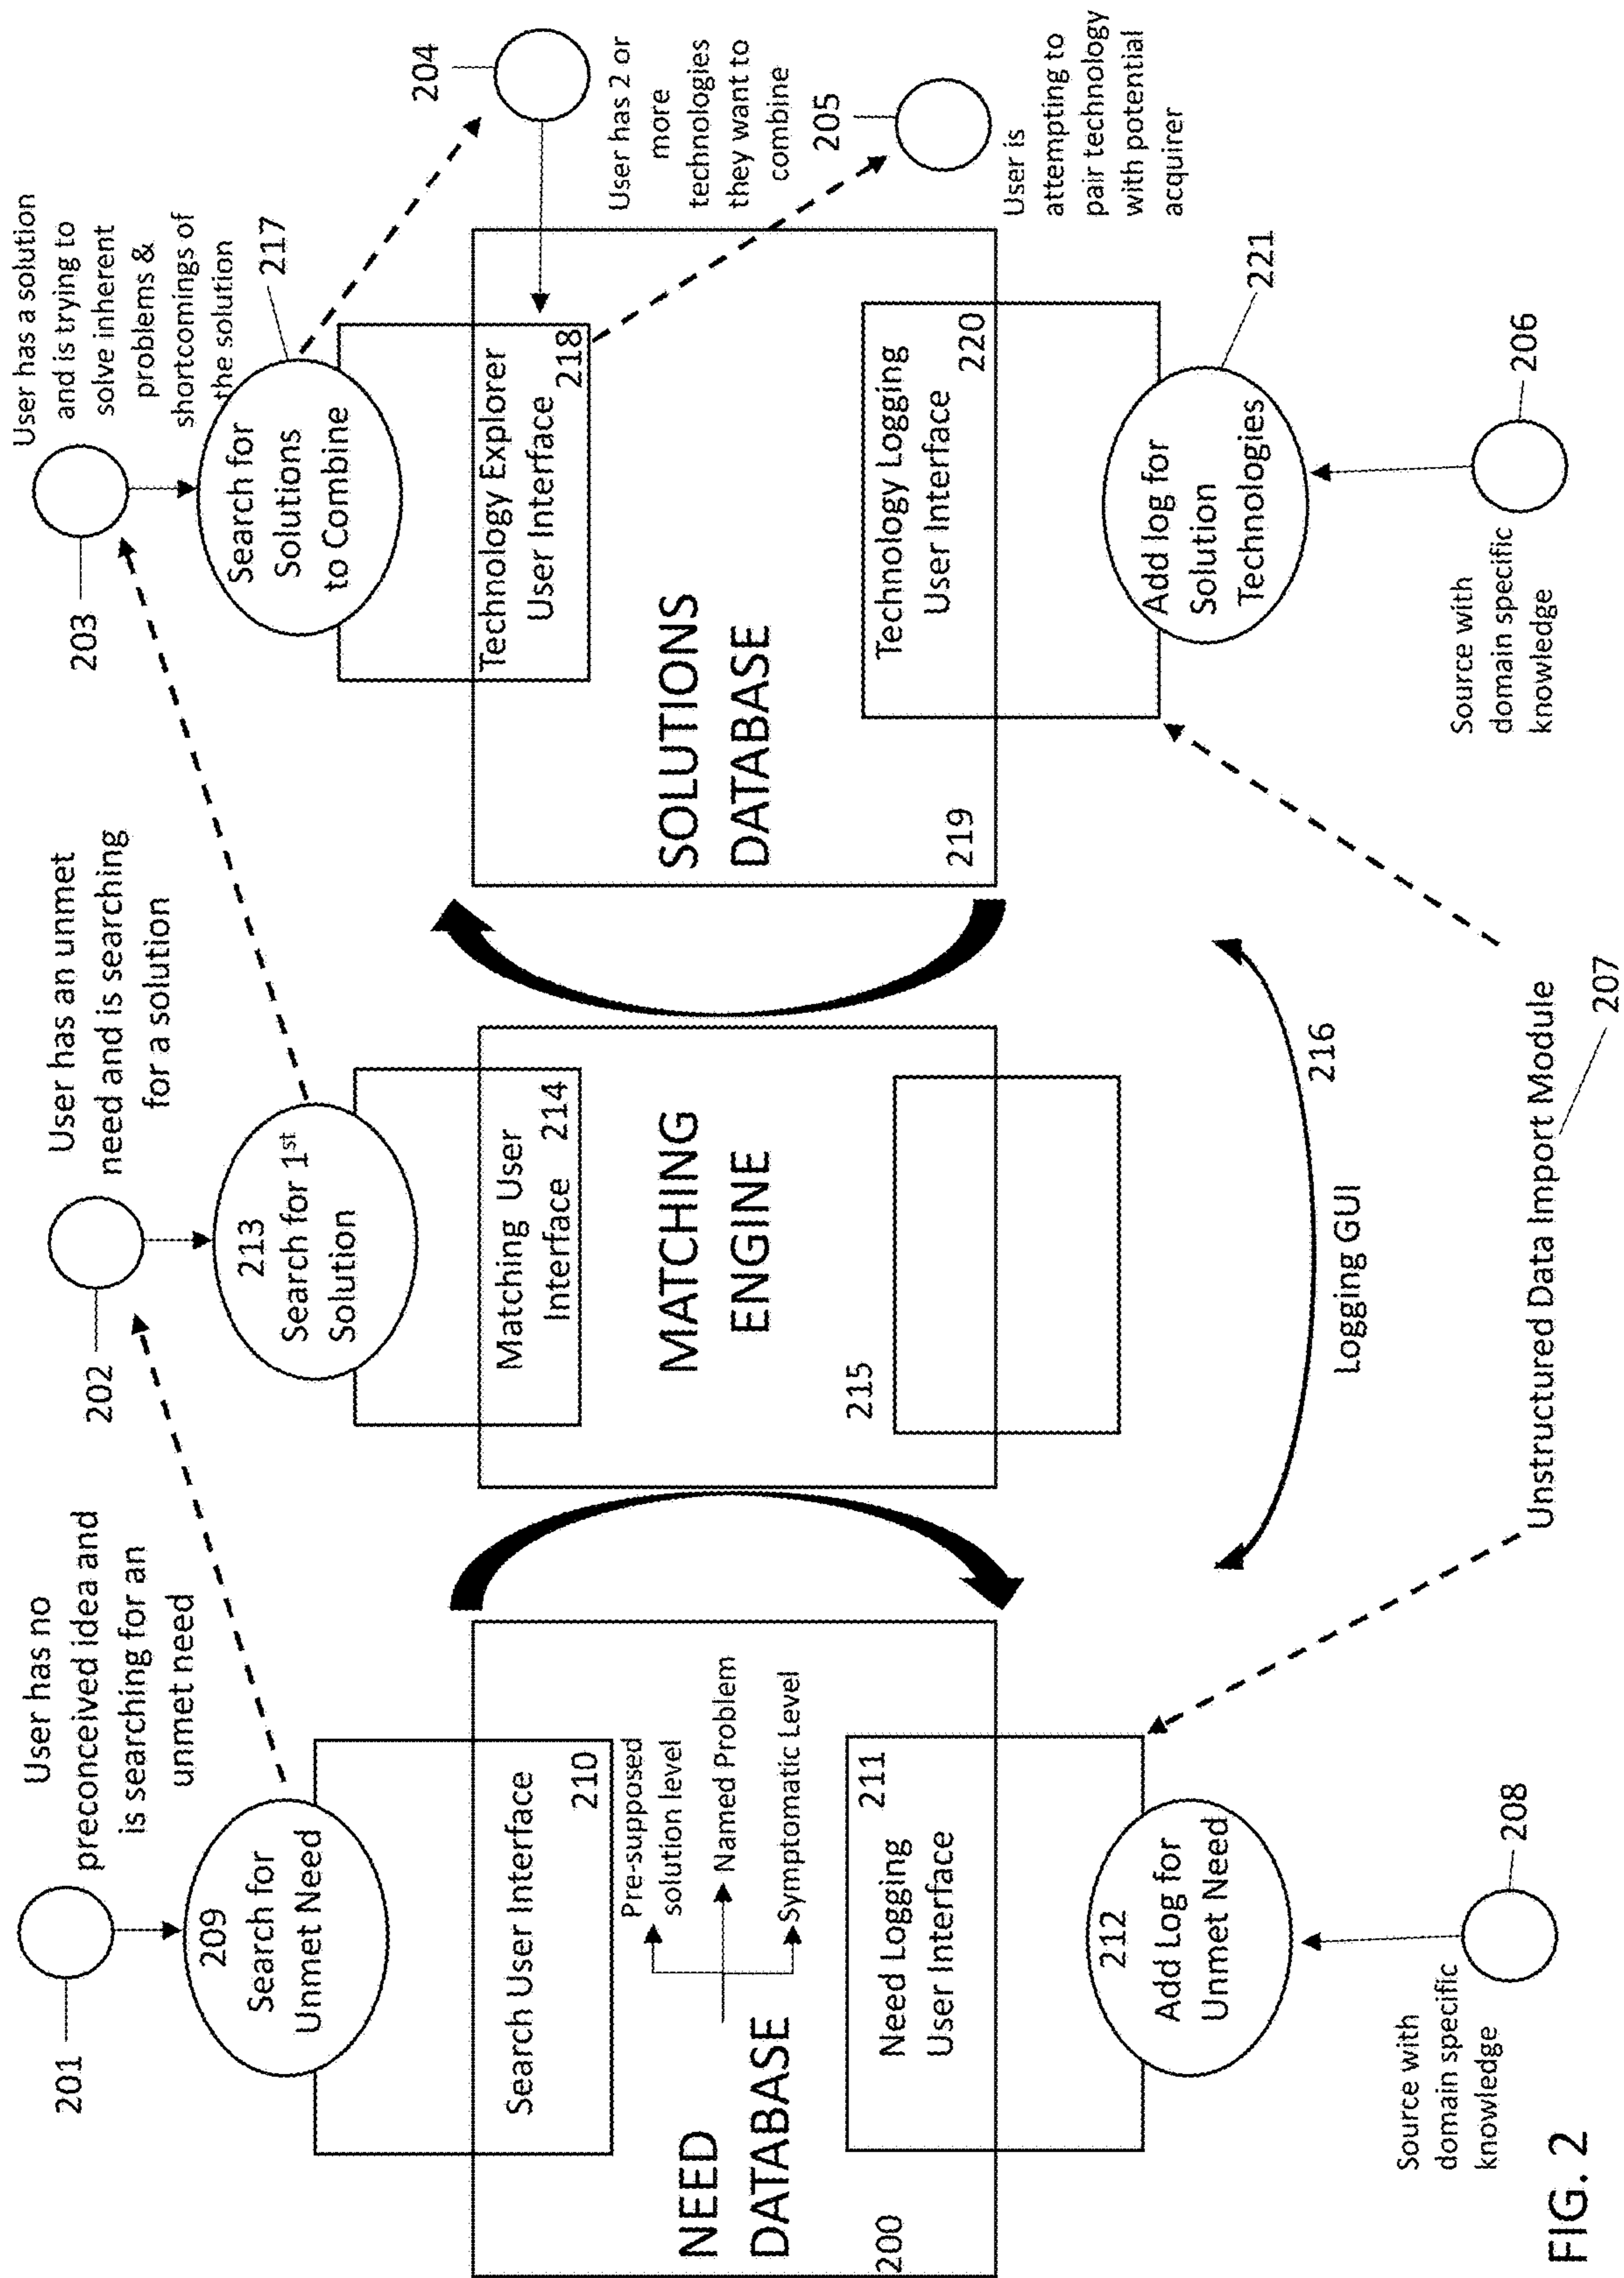 User has no
preconceived idea and
is searching for an
unmet need
201
209
Search for
Unmet Need
Search User Interface
210
Pre-supposed
solution level
Named Problem
Symptomatic Level
NEED
DATABASE
200
Need Logging
User Interface
211
212
Add Log for
Unmet Need
Source with
domain specific
knowledge
208
User has an unmet
need and is searching
for a solution
202
213
Search for 1st
Solution
Matching User
Interface 214
MATCHING
ENGINE
215
Logging GUI
216
Unstructured Data Import Module
207
User has a solution
and is trying to
solve inherent
problems &
shortcomings of
the solution
203
217
Search for
Solutions
to Combine
Technology Explorer
User Interface
218
SOLUTIONS
DATABASE
219
Technology Logging
User Interface
220
Add log for
Solution
Technologies
221
Source with
domain specific
knowledge
206
204
User has 2 or
more
technologies
they want to
combine
205
User is
attempting to
pair technology
with potential
acquirer
FIG. 2